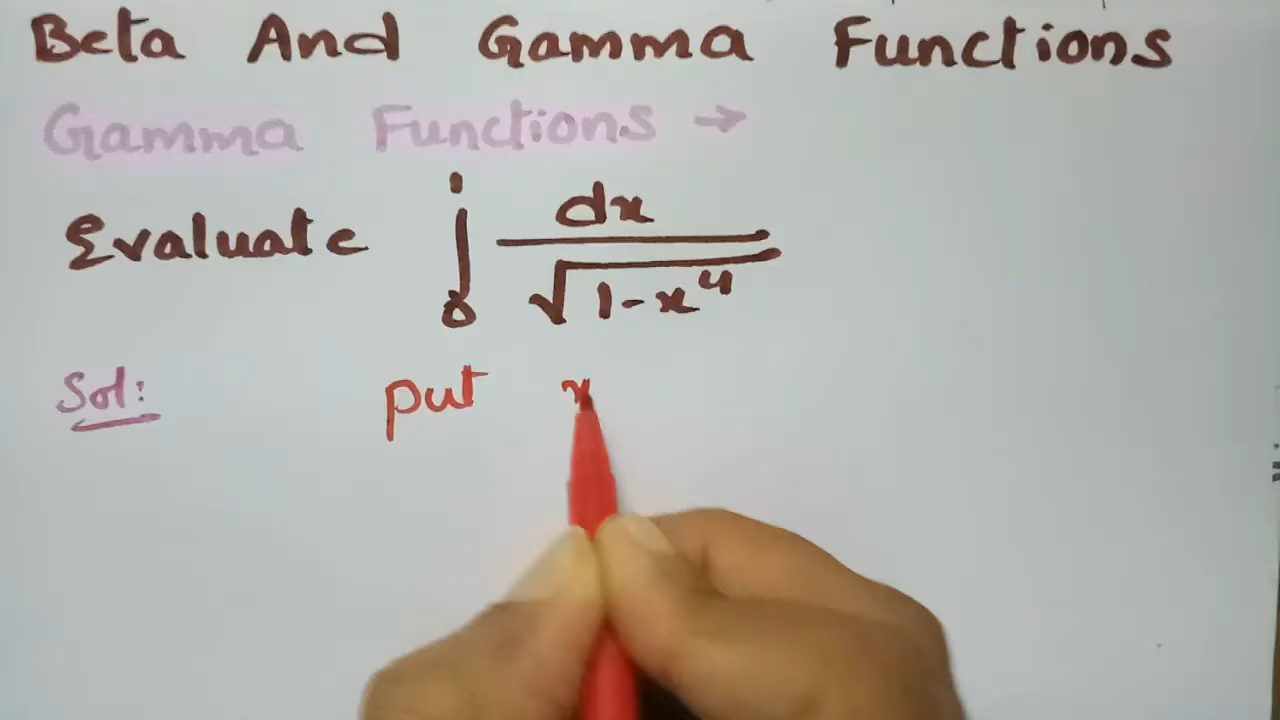 Beta And Gamma Functions
Gamma Functions →
Evaluate ∫₀¹ dx / √(1-x⁴)
Sol: put x